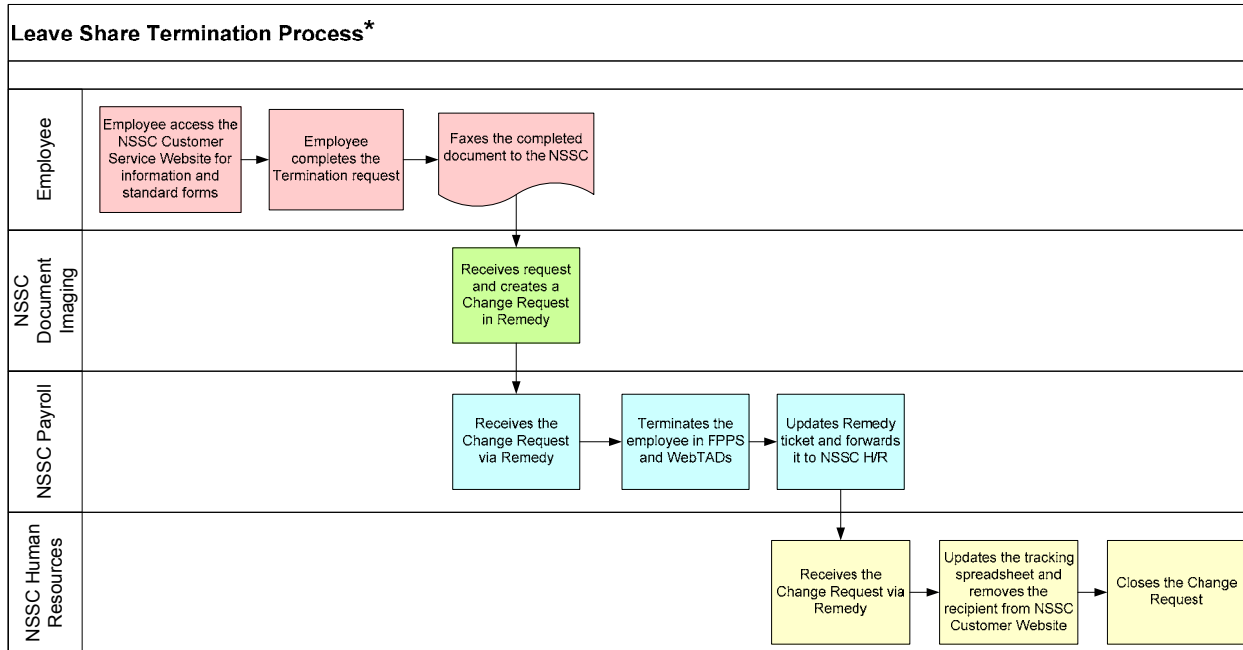 Leave Share Termination Process*
Employee
Employee access the
NSSC Customer
Service Website for
information and
standard forms
Employee
completes the
Termination request
Faxes the completed
document to the NSSC
NSSC
Document
Imaging
Receives request
and creates a
Change Request
in Remedy
NSSC Payroll
Receives the
Change Request
via Remedy
Terminates the
employee in FPPS
and WebTADs
Updates Remedy
ticket and forwards
it to NSSC H/R
NSSC Human
Resources
Receives the
Change Request via
Remedy
Updates the tracking
spreadsheet and
removes the
recipient from NSSC
Customer Website
Closes the Change
Request